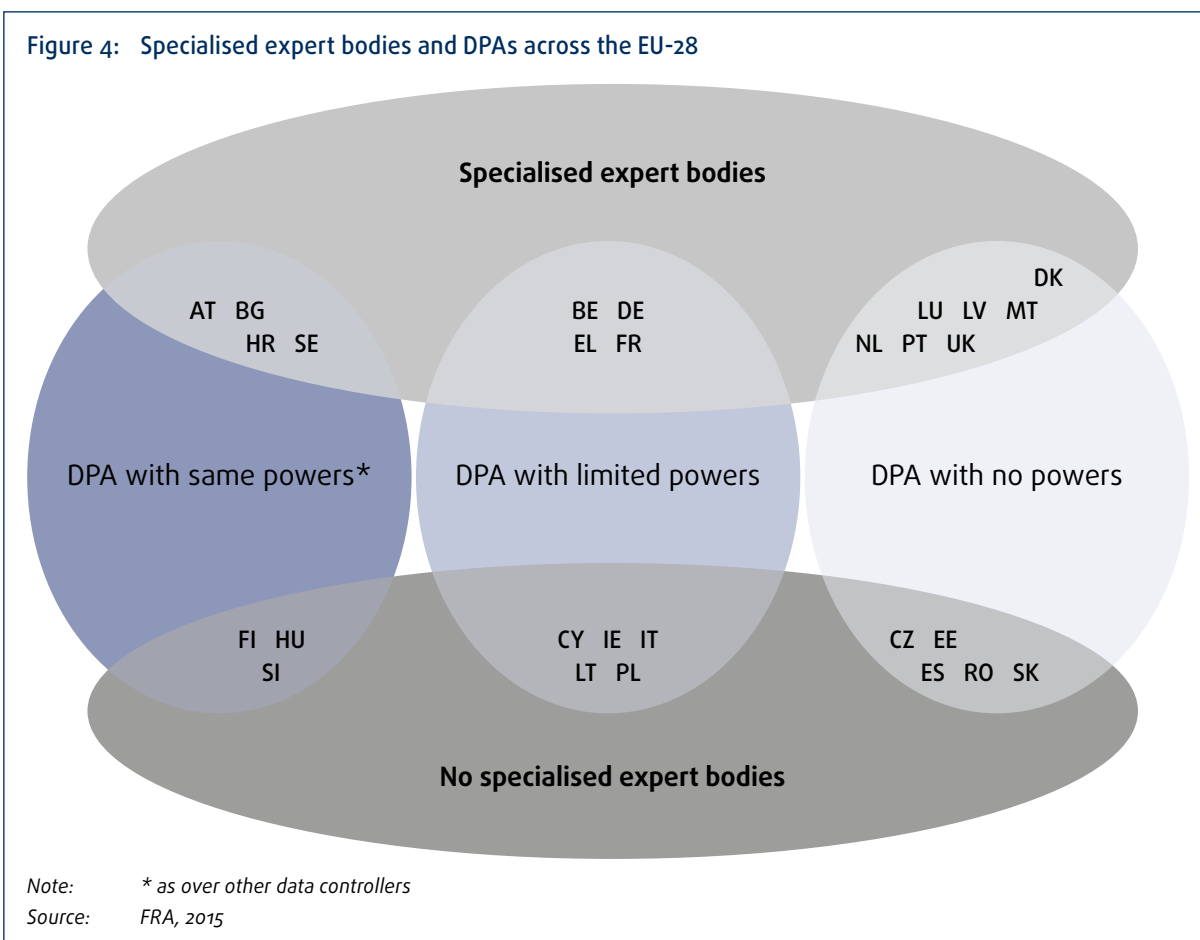 Figure 4: Specialised expert bodies and DPAs across the EU-28
Specialised expert bodies
DK
AT BG
BE DE
LU LV MT
HR SE
EL FR
NL PT UK
DPA with same powers*
DPA with limited powers
DPA with no powers
FI HU
CY IE IT
CZ EE
SI
LT PL
ES RO SK
No specialised expert bodies
Note: * as over other data controllers
Source: FRA, 2015